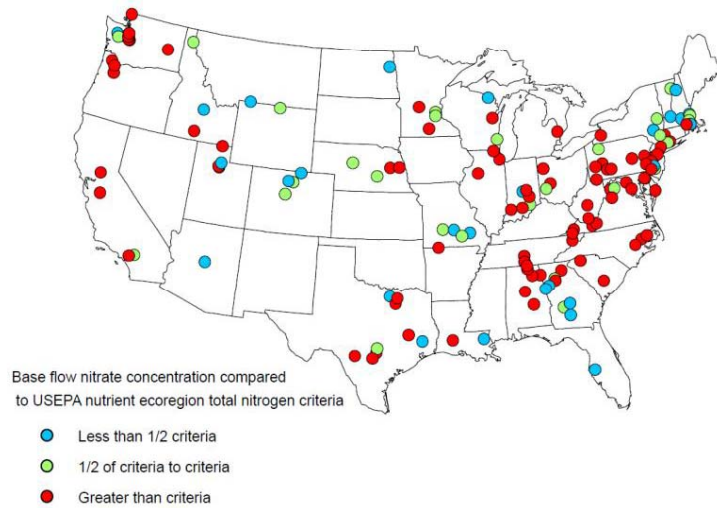 Base flow nitrate concentration compared
to USEPA nutrient ecoregion total nitrogen criteria
Less than 1/2 criteria
1/2 of criteria to criteria
Greater than criteria